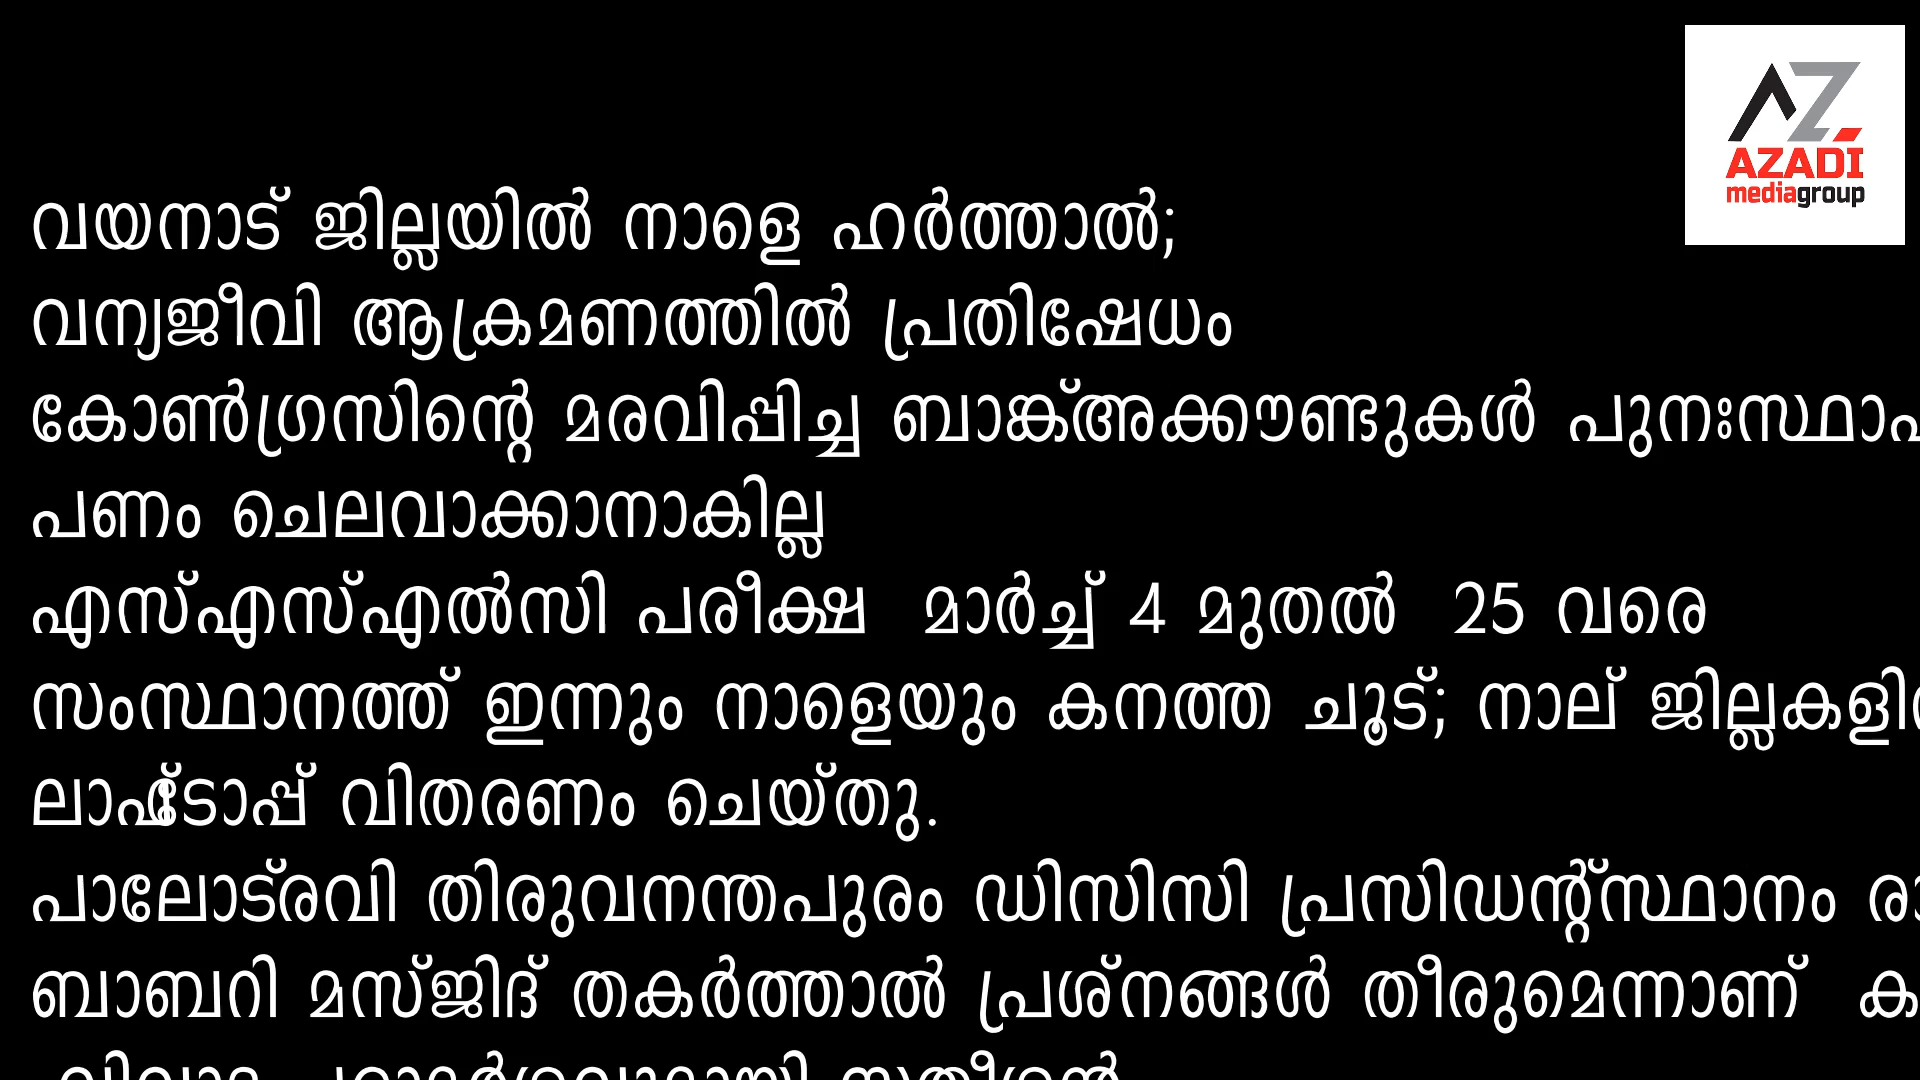 AZ
AZADI
mediagroup
വയനാട് ജില്ലയിൽ നാളെ ഹർത്താൽ;
വന്യജീവി ആക്രമണത്തിൽ പ്രതിഷേധം
കോൺഗ്രസിന്റെ മരവിപ്പിച്ച ബാങ്ക്അക്കൗണ്ടുകൾ
പണം ചെലവാക്കാനാകില്ല
എസ്എസ്എൽസി പരീക്ഷ മാർച്ച് 4 മുതൽ 25 വരെ
സംസ്ഥാനത്ത് ഇന്നും നാളെയും കനത്ത ചൂട്; നാല്
വിതരണം ചെയ്തു.
പാലോട്രവി തിരുവനന്തപുരം ഡിസിസി പ്രസിഡന്റ്സ്ഥാനം
ബാബറി മസ്ജിദ് തകർത്താൽ പ്രശ്നങ്ങൾ തീരുമെന്നാണ്